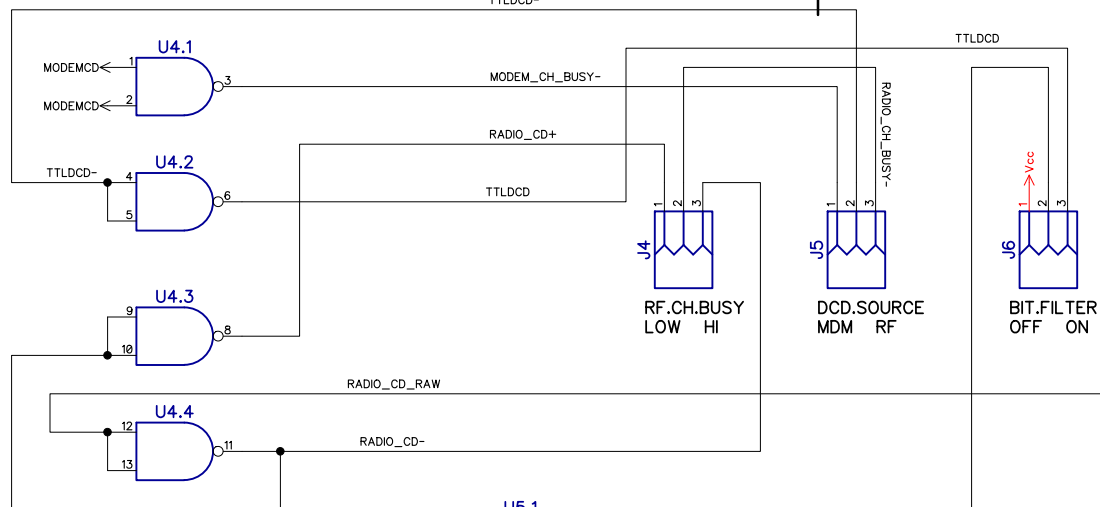 TTLDCD-
TTLDCD
U4.1
MODEMCD
1
3
MODEM_CH_BUSY-
MODEMCD
2
RADIO_CH_BUSY-
RADIO_CD+
U4.2
TTLDCD-
4
6
TTLDCD
5
Vcc
1 2 3
1 2 3
1 2 3
J4
J5
J6
RF.CH.BUSY
LOW HI
DCD.SOURCE
MDM RF
BIT.FILTER
OFF ON
U4.3
9
8
10
RADIO_CD_RAW
U4.4
12
11
RADIO_CD-
13
U5.1